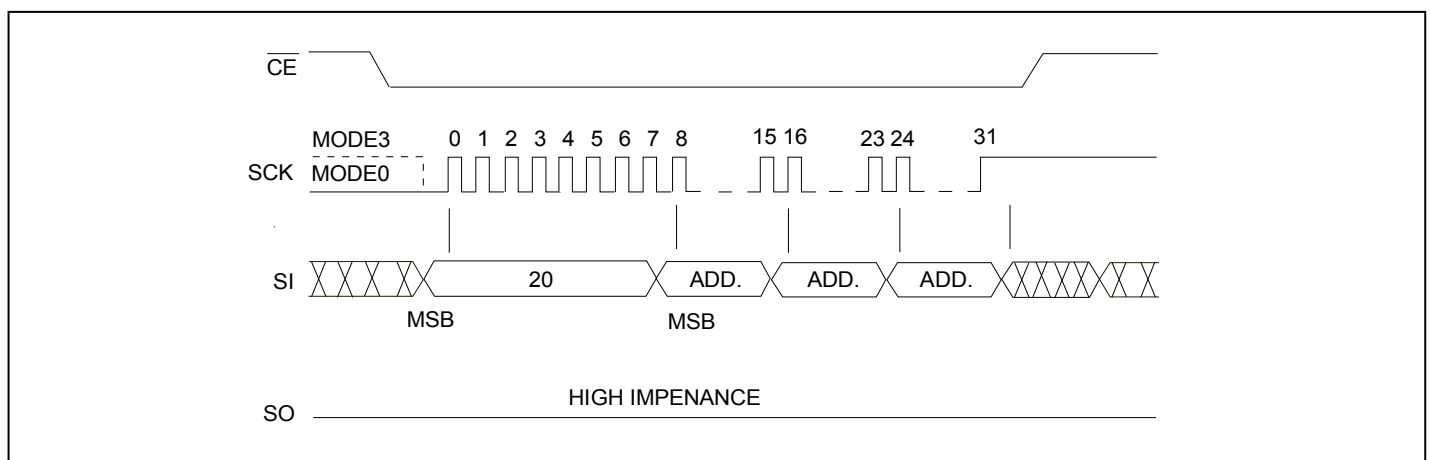 CE
MODE3 0 1 2 3 4 5 6 7 8 15 16 23 24 31
SCK MODE0
SI 20 ADD. ADD. ADD.
MSB MSB
HIGH IMPENANCE
SO